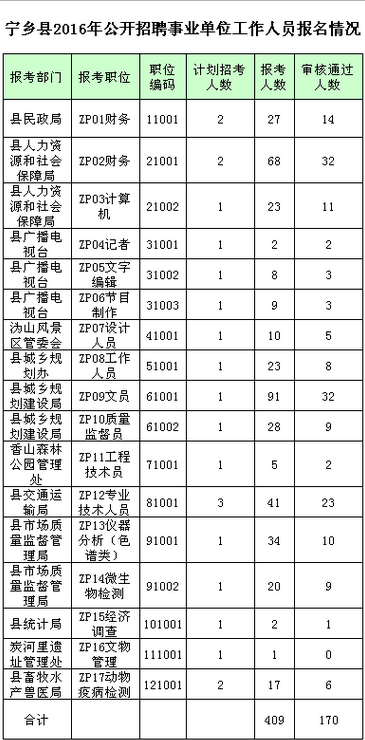 宁乡县2016年公开招聘事业单位工作人员报名情况
报考部门 报考职位 职位编码 计划招考人数 报考人数 审核通过人数
县民政局 ZP01财务 11001 2 27 14
县人力资源和社会保障局 ZP02财务 21001 2 68 32
县人力资源和社会保障局 ZP03计算机 21002 1 23 11
县广播电视台 ZP04记者 31001 1 2 2
县广播电视台 ZP05文字编辑 31002 1 8 3
县广播电视台 ZP06节目制作 31003 1 9 3
沩山风景区管委会 ZP07设计人员 41001 1 10 5
县城乡规划办 ZP08工作人员 51001 1 23 8
县城乡规划建设局 ZP09文员 61001 1 91 32
县城乡规划建设局 ZP10质量监督员 61002 1 28 9
香山森林公园管理处 ZP11工程技术员 71001 1 5 2
县交通运输局 ZP12专业技术人员 81001 3 41 23
县市场质量监督管理局 ZP13仪器分析（色谱类） 91001 1 34 10
县市场质量监督管理局 ZP14微生物检测 91002 1 20 9
县统计局 ZP15经济调查 101001 1 2 1
炭河里遗址管理处 ZP16文物管理 111001 1 1 0
县畜牧水产兽医局 ZP17动物疫病检测 121001 2 17 6
合计 409 170